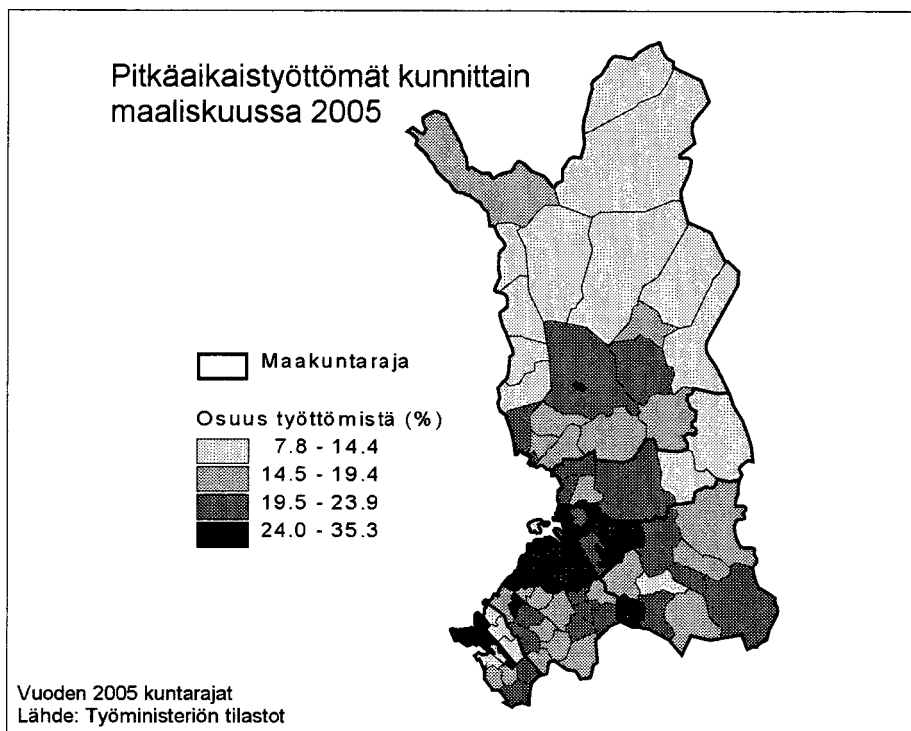 Pitkäaikaistyöttömät kunnittain
maaliskuussa 2005
Maakuntaraja
Osuus työttömistä (%)
7.8 - 14.4
14.5 - 19.4
19.5 - 23.9
24.0 - 35.3
Vuoden 2005 kuntarajat
Lähde: Työministeriön tilastot